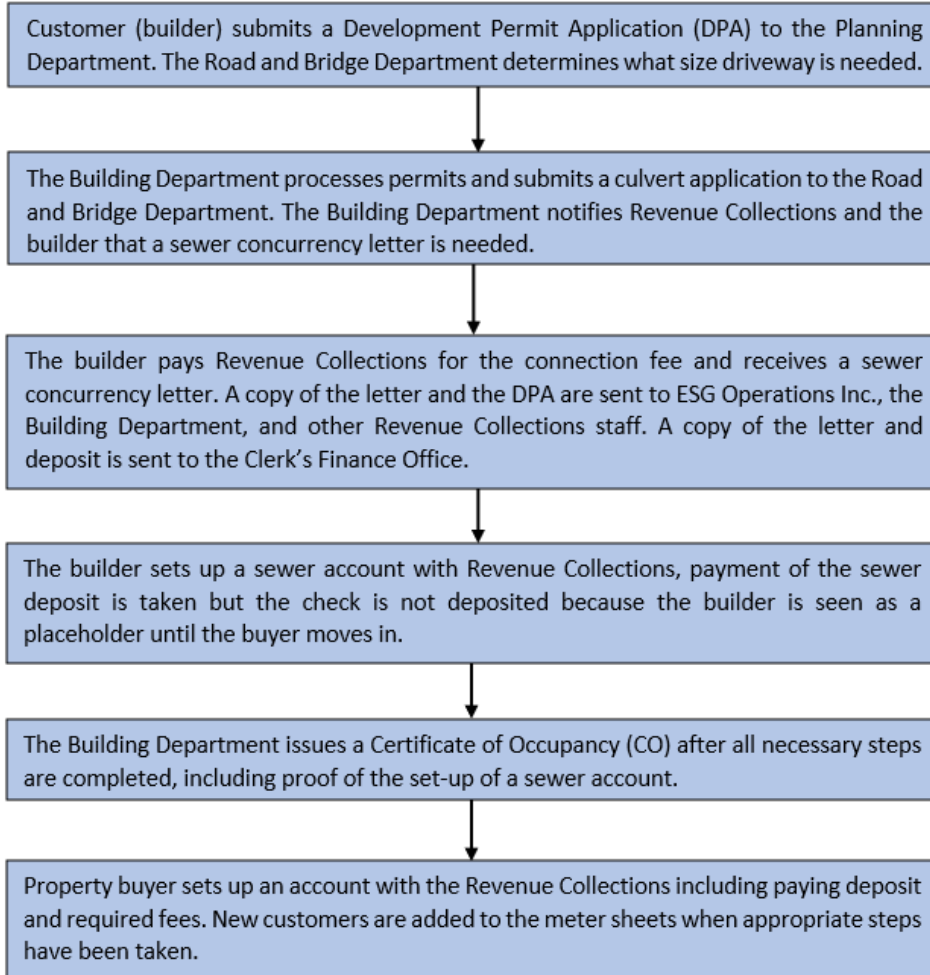 Customer (builder) submits a Development Permit Application (DPA) to the Planning
Department. The Road and Bridge Department determines what size driveway is needed.
The Building Department processes permits and submits a culvert application to the Road
and Bridge Department. The Building Department notifies Revenue Collections and the
builder that a sewer concurrency letter is needed.
The builder pays Revenue Collections for the connection fee and receives a sewer
concurrency letter. A copy of the letter and the DPA are sent to ESG Operations Inc., the
Building Department, and other Revenue Collections staff. A copy of the letter and
deposit is sent to the Clerk’s Finance Office.
The builder sets up a sewer account with Revenue Collections, payment of the sewer
deposit is taken but the check is not deposited because the builder is seen as a
placeholder until the buyer moves in.
The Building Department issues a Certificate of Occupancy (CO) after all necessary steps
are completed, including proof of the set-up of a sewer account.
Property buyer sets up an account with the Revenue Collections including paying deposit
and required fees. New customers are added to the meter sheets when appropriate steps
have been taken.